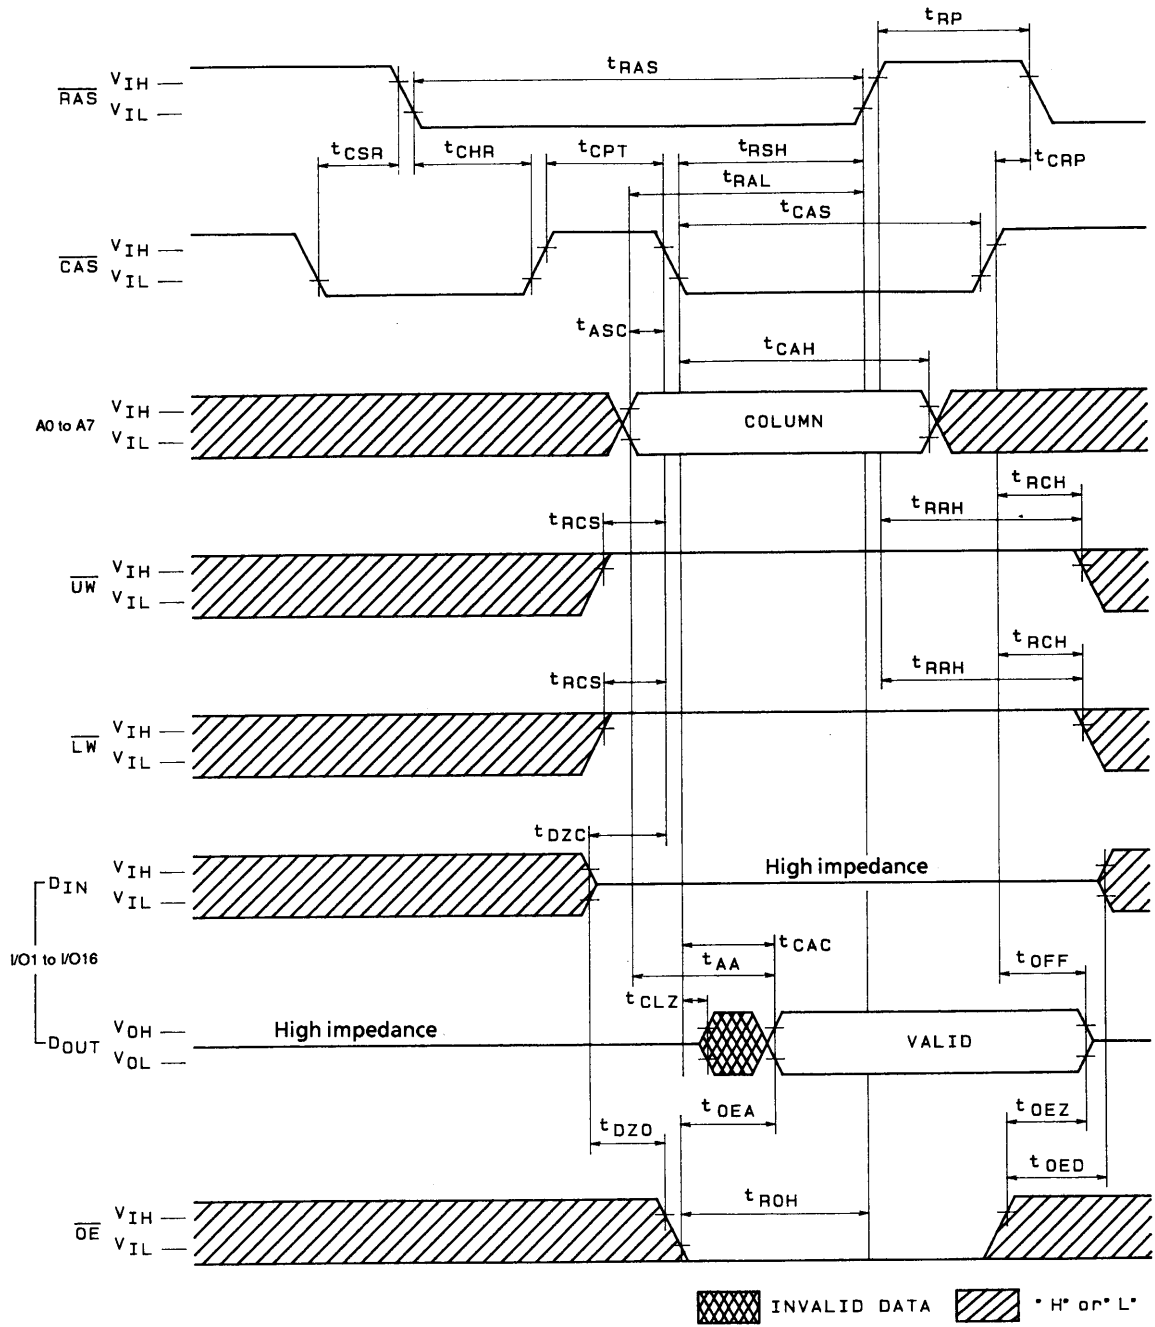 tRP
tRAS
RAS
VIH
VIL
tCSR
tCHR
tCPT
tRSH
tCRP
tRAL
tCAS
CAS
VIH
VIL
tASC
tCAH
A0 to A7
VIH
VIL
COLUMN
tRCH
tRRH
tRCS
UW
VIH
VIL
tRCH
tRRH
tRCS
LW
VIH
VIL
tDZC
High impedance
DIN
VIH
VIL
I/O1 to I/O16
tCAC
tAA
tOFF
tCLZ
DOUT
VOH
VOL
High impedance
VALID
tOEA
tOEZ
tDZO
tOED
tROH
OE
VIH
VIL
INVALID DATA
"H" or "L"